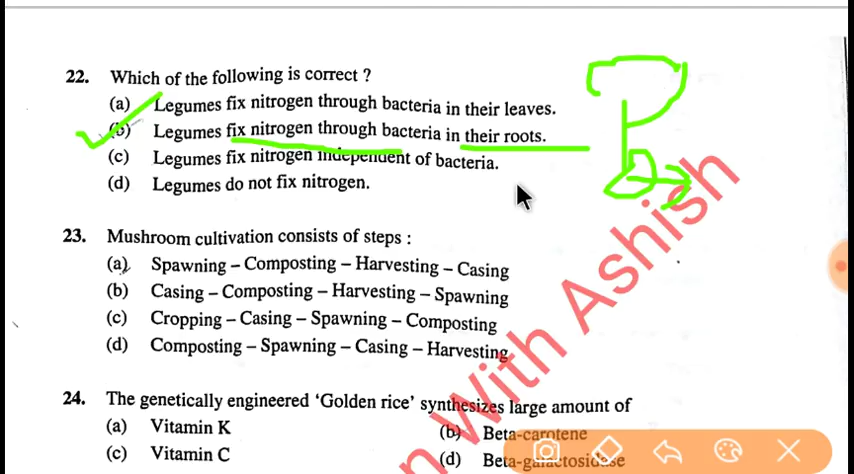 22. Which of the following is correct ?
(a) Legumes fix nitrogen through bacteria in their leaves.
(b) Legumes fix nitrogen through bacteria in their roots.
(c) Legumes fix nitrogen independent of bacteria.
(d) Legumes do not fix nitrogen.
23. Mushroom cultivation consists of steps :
(a) Spawning – Composting – Harvesting – Casing
(b) Casing – Composting – Harvesting – Spawning
(c) Cropping – Casing – Spawning – Composting
(d) Composting – Spawning – Casing – Harvesting
24. The genetically engineered ‘Golden rice’ synthesizes large amount of
(a) Vitamin K (b) Beta-carotene
(c) Vitamin C (d) Beta-galactosidase
With Ashish